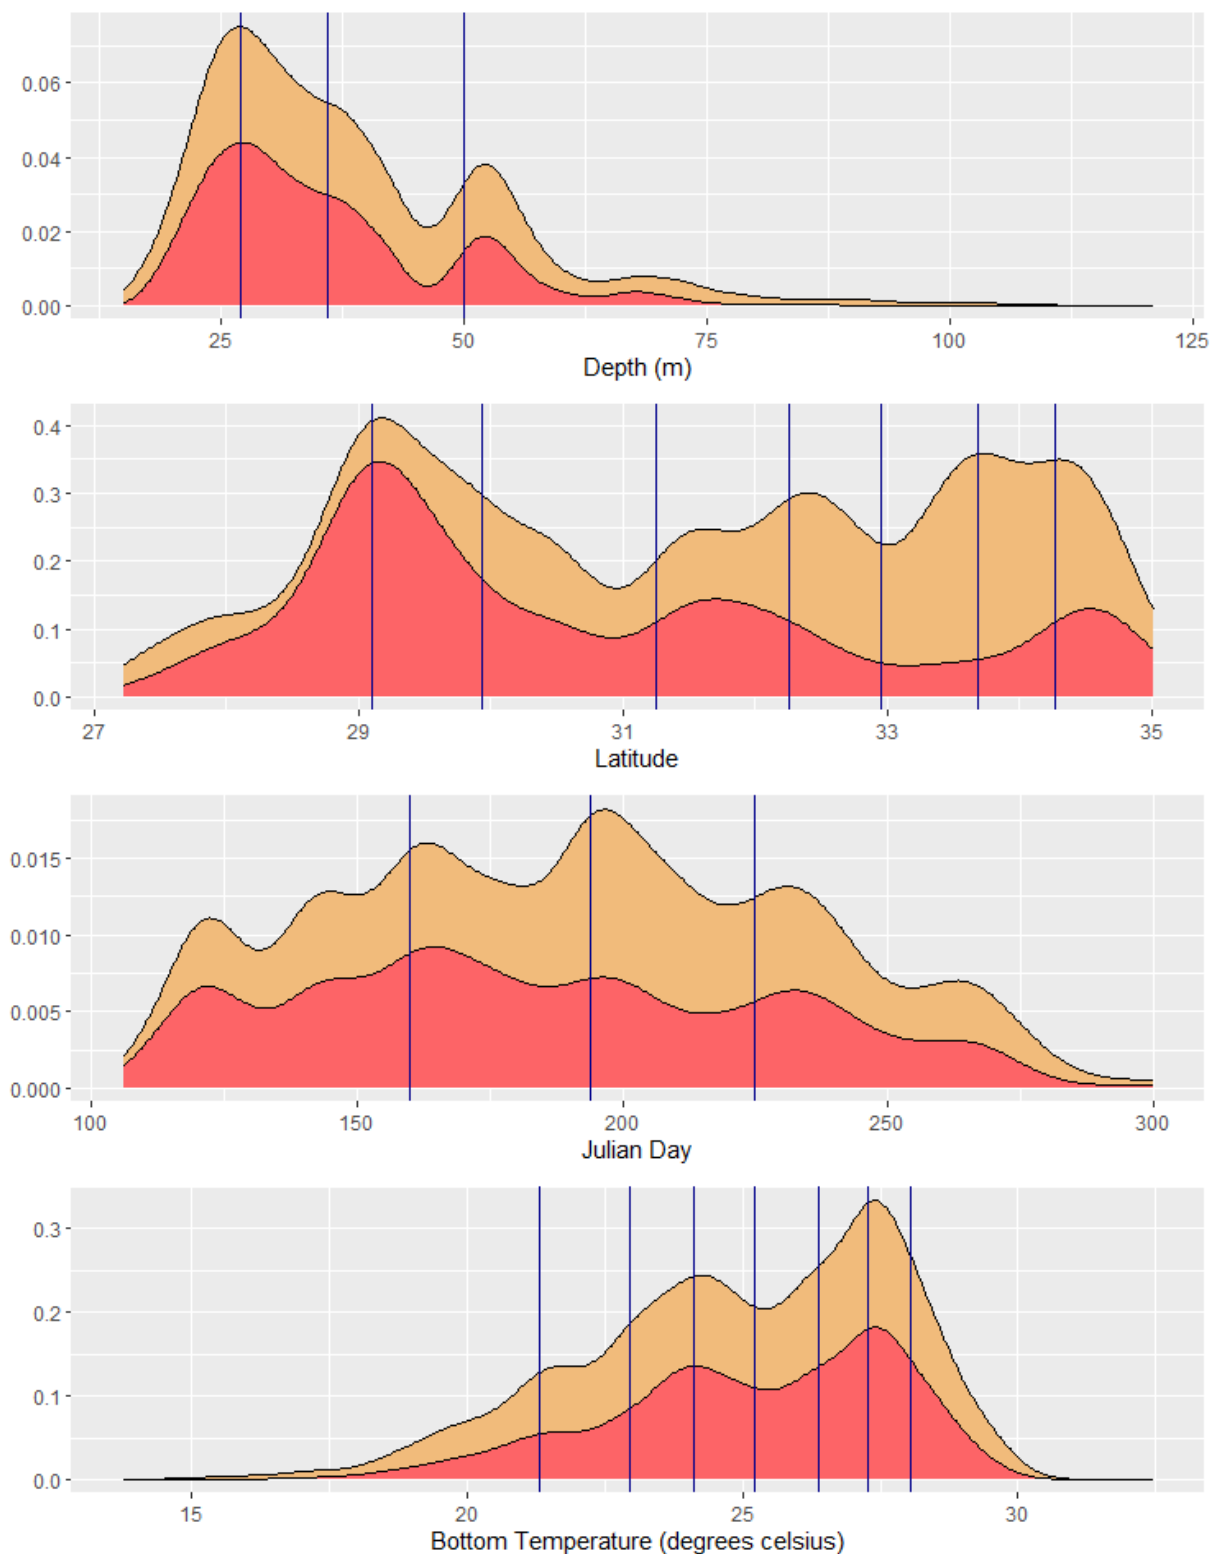 0.06
0.04
0.02
0.00
25 50 75 100 125
Depth (m)
0.4
0.3
0.2
0.1
0.0
27 29 31 33 35
Latitude
0.015
0.010
0.005
0.000
100 150 200 250 300
Julian Day
0.3
0.2
0.1
0.0
15 20 25 30
Bottom Temperature (degrees celsius)